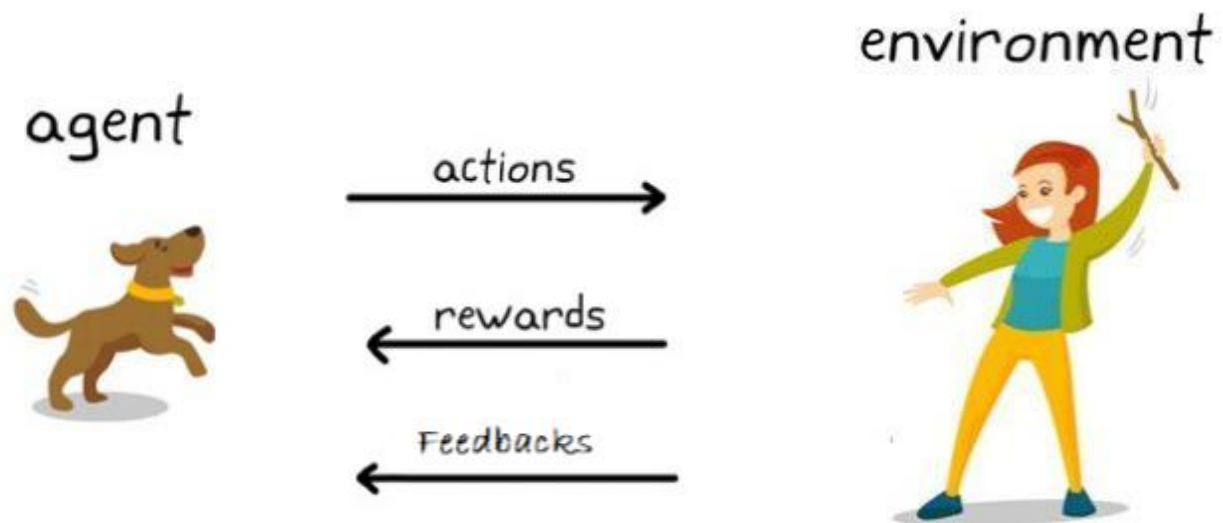 environment
agent
actions
rewards
Feedbacks